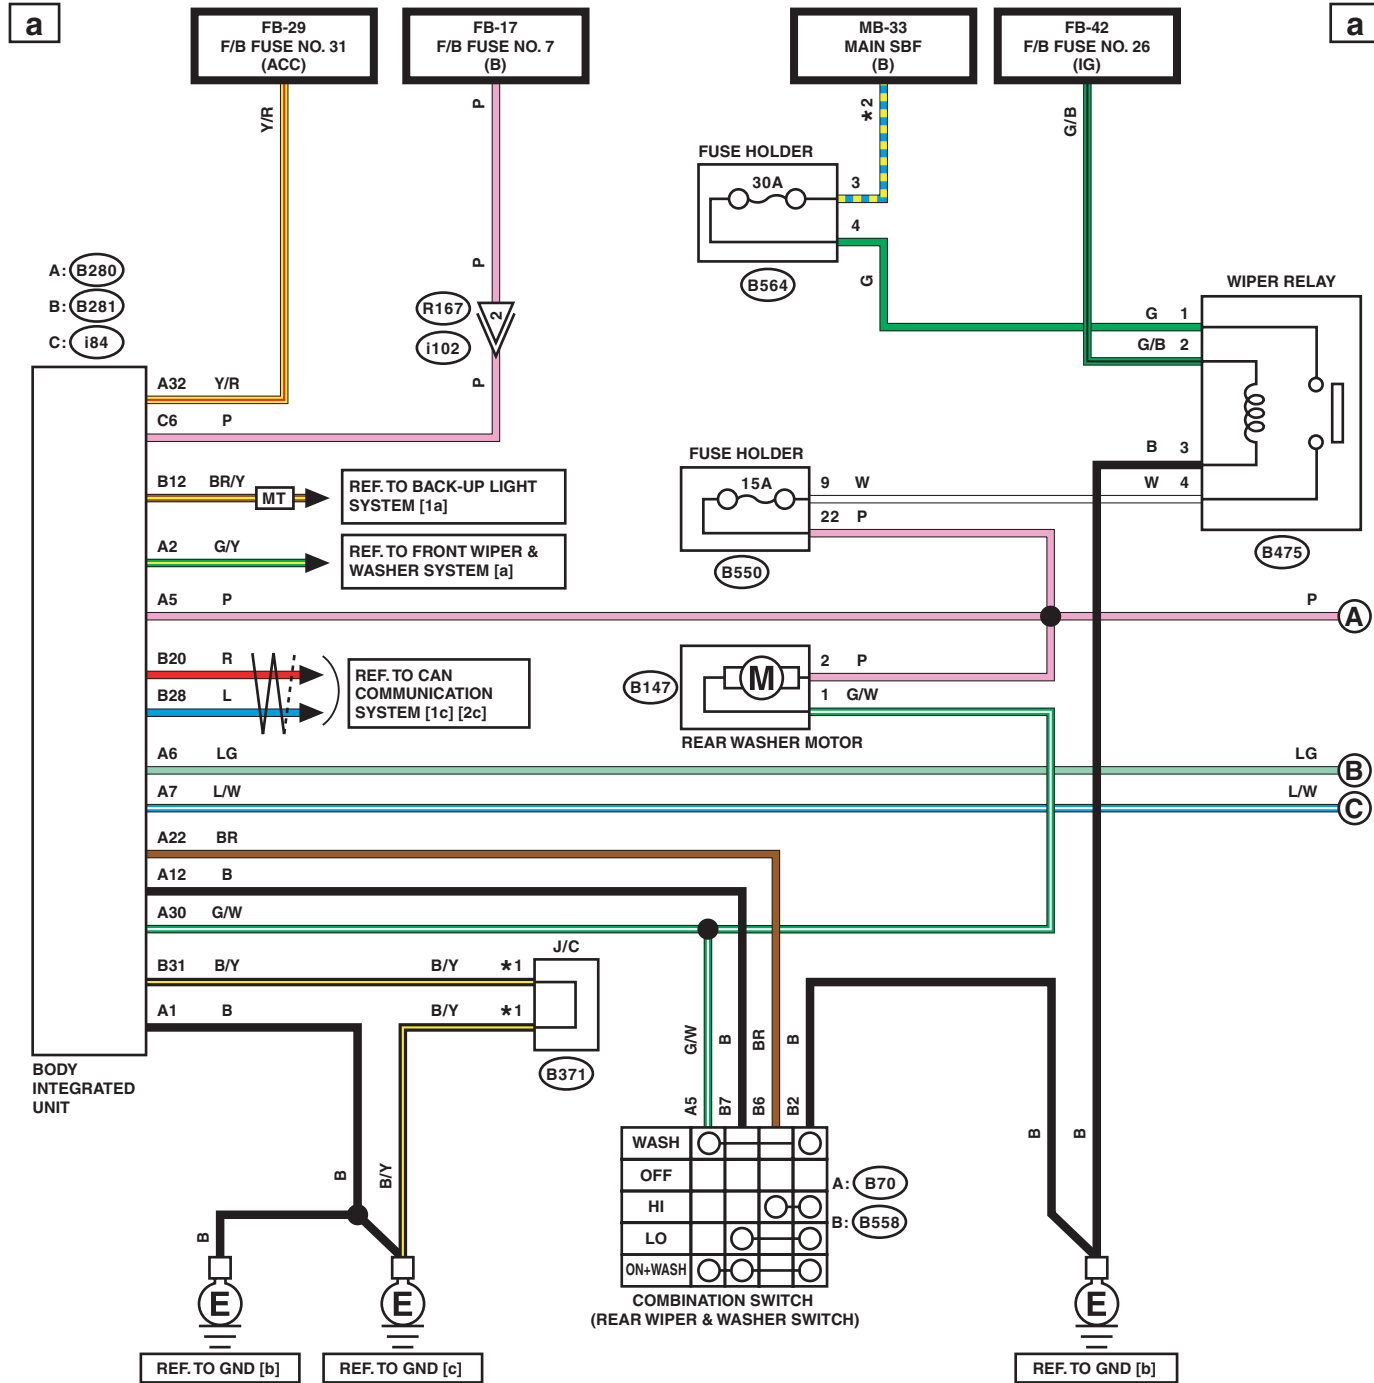 a
a
FB-29
F/B FUSE NO. 31
(ACC)
FB-17
F/B FUSE NO. 7
(B)
MB-33
MAIN SBF
(B)
FB-42
F/B FUSE NO. 26
(IG)
Y/R
P
*2
G/B
FUSE HOLDER
30A
3
4
B564
G
P
R167
2
i102
P
A: B280
B: B281
C: i84
WIPER RELAY
G 1
G/B 2
B 3
W 4
B475
A32 Y/R
C6 P
B12 BR/Y
MT
REF. TO BACK-UP LIGHT
SYSTEM [1a]
A2 G/Y
REF. TO FRONT WIPER &
WASHER SYSTEM [a]
FUSE HOLDER
15A
9 W
22 P
B550
A5 P
P
A
B20 R
B28 L
REF. TO CAN
COMMUNICATION
SYSTEM [1c] [2c]
B147
M
2 P
1 G/W
REAR WASHER MOTOR
A6 LG
LG
B
A7 L/W
L/W
C
A22 BR
A12 B
A30 G/W
B31 B/Y
B/Y *1
J/C
A1 B
B/Y *1
B371
BODY
INTEGRATED
UNIT
G/W
B
BR
B
A5
B7
B6
B2
WASH
OFF
HI
LO
ON+WASH
A: B70
B: B558
COMBINATION SWITCH
(REAR WIPER & WASHER SWITCH)
B
B/Y
B
B
B
E
E
E
REF. TO GND [b]
REF. TO GND [c]
REF. TO GND [b]